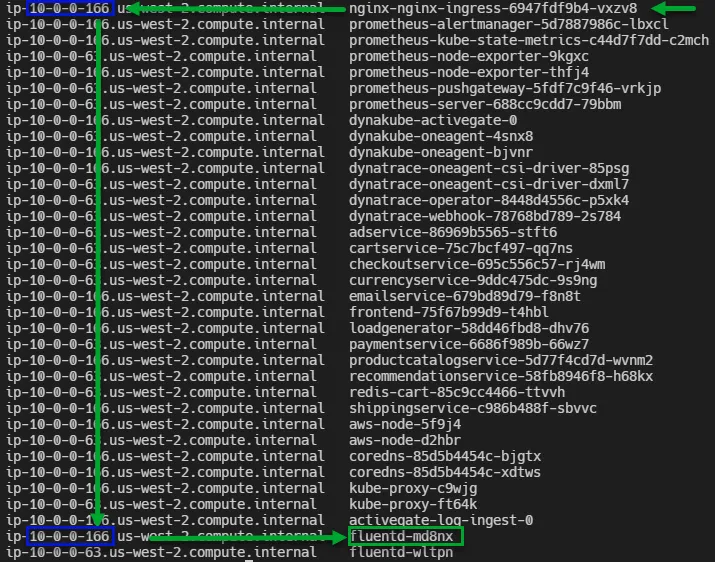 ip-10-0-0-166.us-west-2.compute.internal nginx-nginx-ingress-6947fdf9b4-vxzv8
ip-10-0-0-166.us-west-2.compute.internal prometheus-alertmanager-5d7887986c-lbxcl
ip-10-0-0-166.us-west-2.compute.internal prometheus-kube-state-metrics-c44d7f7dd-c2mch
ip-10-0-0-63.us-west-2.compute.internal prometheus-node-exporter-9kgxc
ip-10-0-0-166.us-west-2.compute.internal prometheus-node-exporter-thfj4
ip-10-0-0-166.us-west-2.compute.internal prometheus-pushgateway-5fdf7c9f46-vrkjp
ip-10-0-0-63.us-west-2.compute.internal prometheus-server-688cc9cdd7-79bbm
ip-10-0-0-166.us-west-2.compute.internal dynakube-activegate-0
ip-10-0-0-63.us-west-2.compute.internal dynakube-oneagent-4snx8
ip-10-0-0-166.us-west-2.compute.internal dynakube-oneagent-bjvnr
ip-10-0-0-166.us-west-2.compute.internal dynatrace-oneagent-csi-driver-85psg
ip-10-0-0-63.us-west-2.compute.internal dynatrace-oneagent-csi-driver-dxml7
ip-10-0-0-63.us-west-2.compute.internal dynatrace-operator-8448d4556c-p5xk4
ip-10-0-0-63.us-west-2.compute.internal dynatrace-webhook-78768bd789-2s784
ip-10-0-0-63.us-west-2.compute.internal adservice-86969b5565-stft6
ip-10-0-0-63.us-west-2.compute.internal cartservice-75c7bcf497-qq7ns
ip-10-0-0-63.us-west-2.compute.internal checkoutservice-695c556c57-rj4wm
ip-10-0-0-63.us-west-2.compute.internal currencyservice-9ddc475dc-9s9ng
ip-10-0-0-166.us-west-2.compute.internal emailservice-679bd89d79-f8n8t
ip-10-0-0-166.us-west-2.compute.internal frontend-75f67b99d9-t4hbl
ip-10-0-0-166.us-west-2.compute.internal loadgenerator-58dd46fbd8-dhv76
ip-10-0-0-63.us-west-2.compute.internal paymentservice-6686f989b-66wz7
ip-10-0-0-166.us-west-2.compute.internal productcatalogservice-5d77f4cd7d-wvnm2
ip-10-0-0-63.us-west-2.compute.internal recommendationservice-58fb8946f8-h68kx
ip-10-0-0-63.us-west-2.compute.internal redis-cart-85c9cc4466-ttvvh
ip-10-0-0-63.us-west-2.compute.internal shippingservice-c986b488f-sbvvc
ip-10-0-0-166.us-west-2.compute.internal aws-node-5f9j4
ip-10-0-0-63.us-west-2.compute.internal aws-node-d2hbr
ip-10-0-0-166.us-west-2.compute.internal coredns-85d5b4454c-bjgtx
ip-10-0-0-166.us-west-2.compute.internal coredns-85d5b4454c-xdtws
ip-10-0-0-166.us-west-2.compute.internal kube-proxy-c9wjg
ip-10-0-0-63.us-west-2.compute.internal kube-proxy-ft64k
ip-10-0-0-166.us-west-2.compute.internal activegate-log-ingest-0
ip-10-0-0-166.us-west-2.compute.internal fluentd-md8nx
ip-10-0-0-63.us-west-2.compute.internal fluentd-wltpn